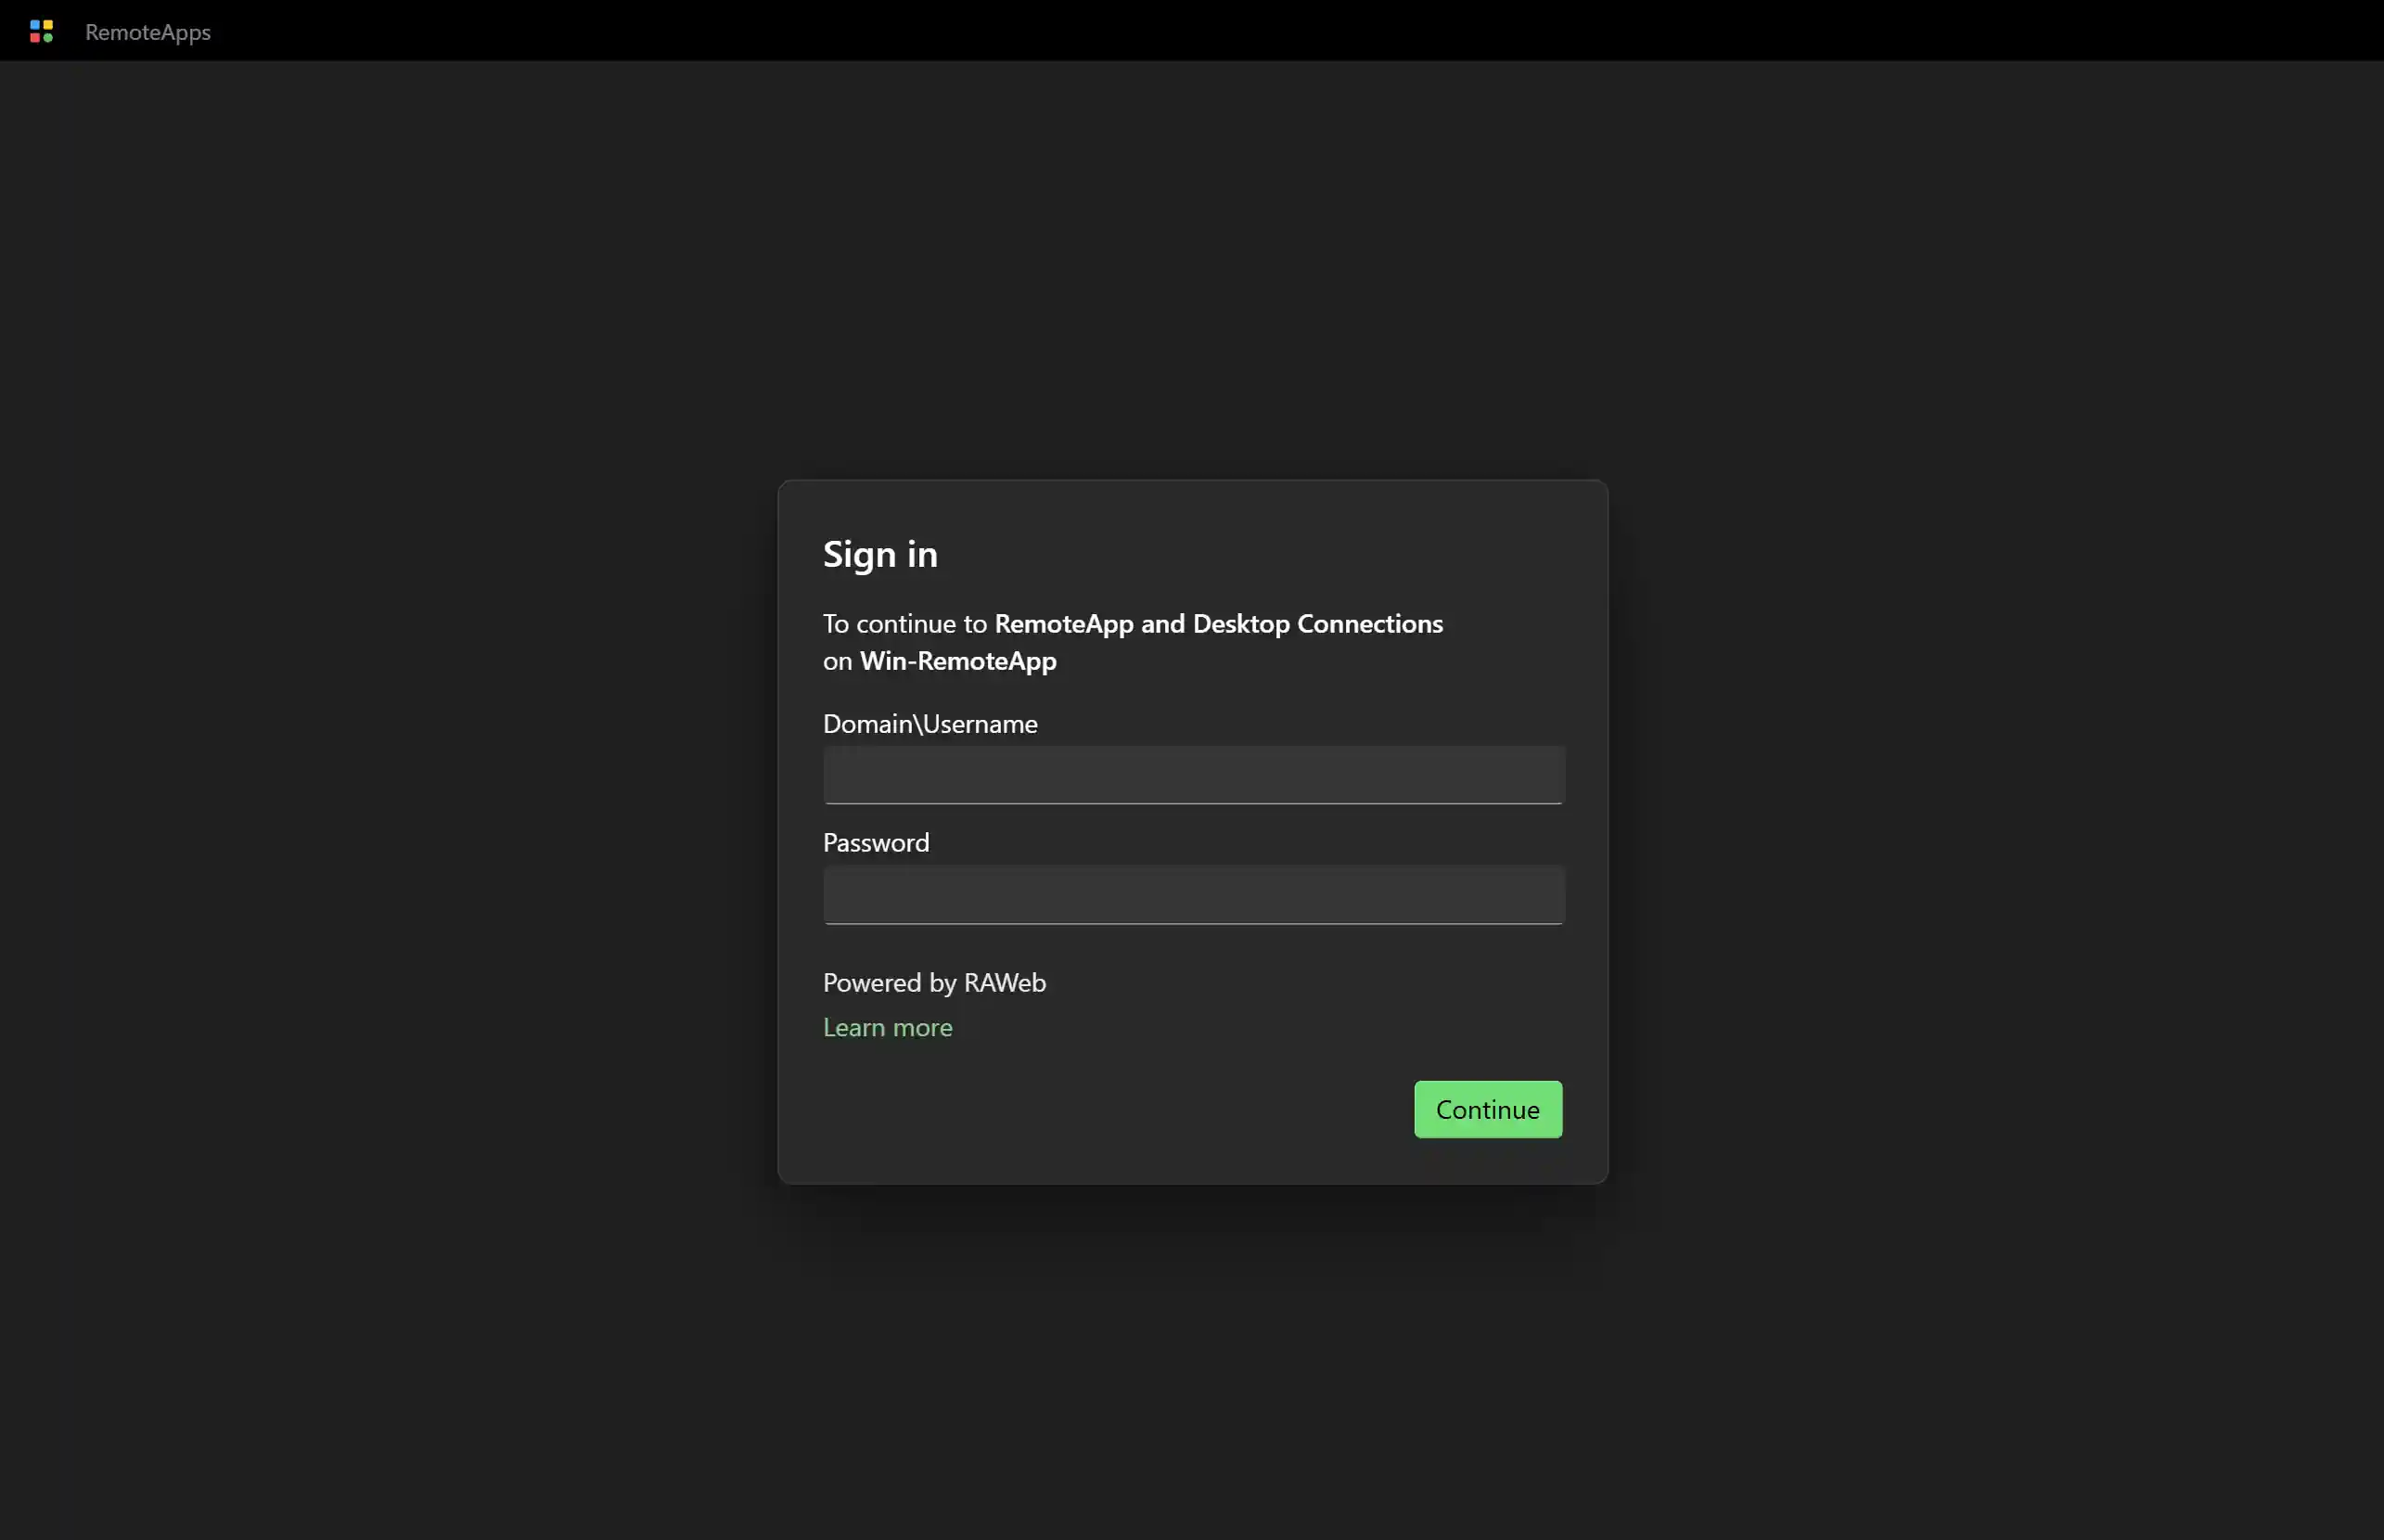 RemoteApps
Sign in
To continue to RemoteApp and Desktop Connections
on Win-RemoteApp
Domain\Username
Password
Powered by RAWeb
Learn more
Continue